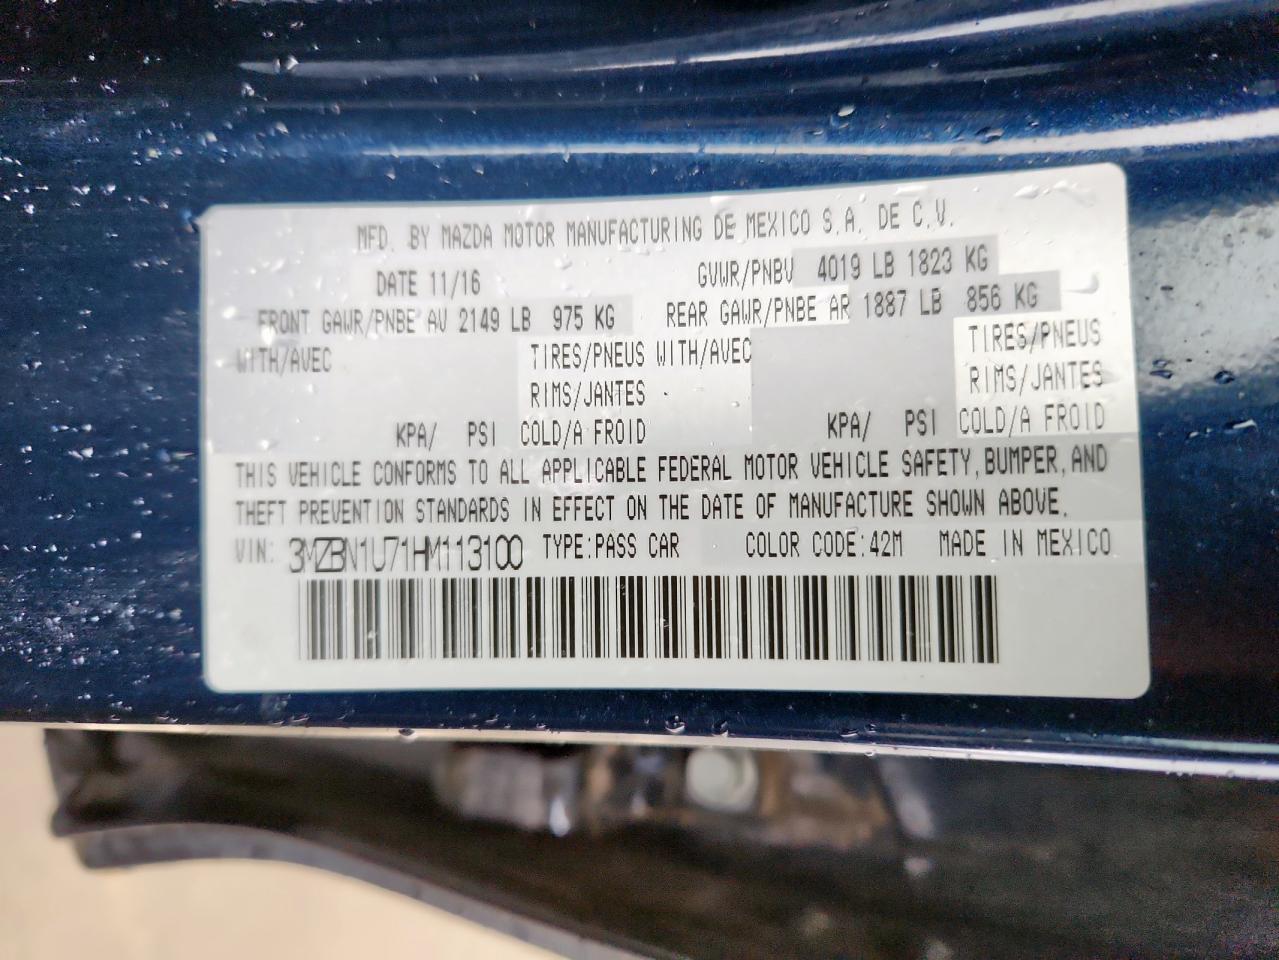 MFD. BY MAZDA MOTOR MANUFACTURING DE MEXICO S.A. DE C.V.
DATE 11/16 GVWR/PNBV 4019 LB 1823 KG
FRONT GAWR/PNBE AV 2149 LB 975 KG REAR GAWR/PNBE AR 1887 LB 856 KG
WITH/AVEC TIRES/PNEUS WITH/AVEC TIRES/PNEUS
RIMS/JANTES RIMS/JANTES
KPA/ PSI COLD/A FROID KPA/ PSI COLD/A FROID
THIS VEHICLE CONFORMS TO ALL APPLICABLE FEDERAL MOTOR VEHICLE SAFETY, BUMPER, AND
THEFT PREVENTION STANDARDS IN EFFECT ON THE DATE OF MANUFACTURE SHOWN ABOVE.
VIN: 3MZBN1U71HM113100 TYPE:PASS CAR COLOR CODE:42M MADE IN MEXICO